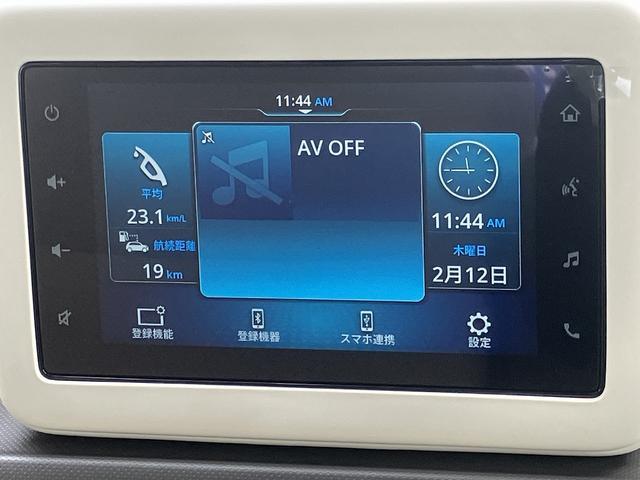 11:44 AM
AV OFF
平均
23.1 km/L
航続距離
19 km
11:44 AM
木曜日
2月12日
登録機能
登録機器
スマホ連携
設定